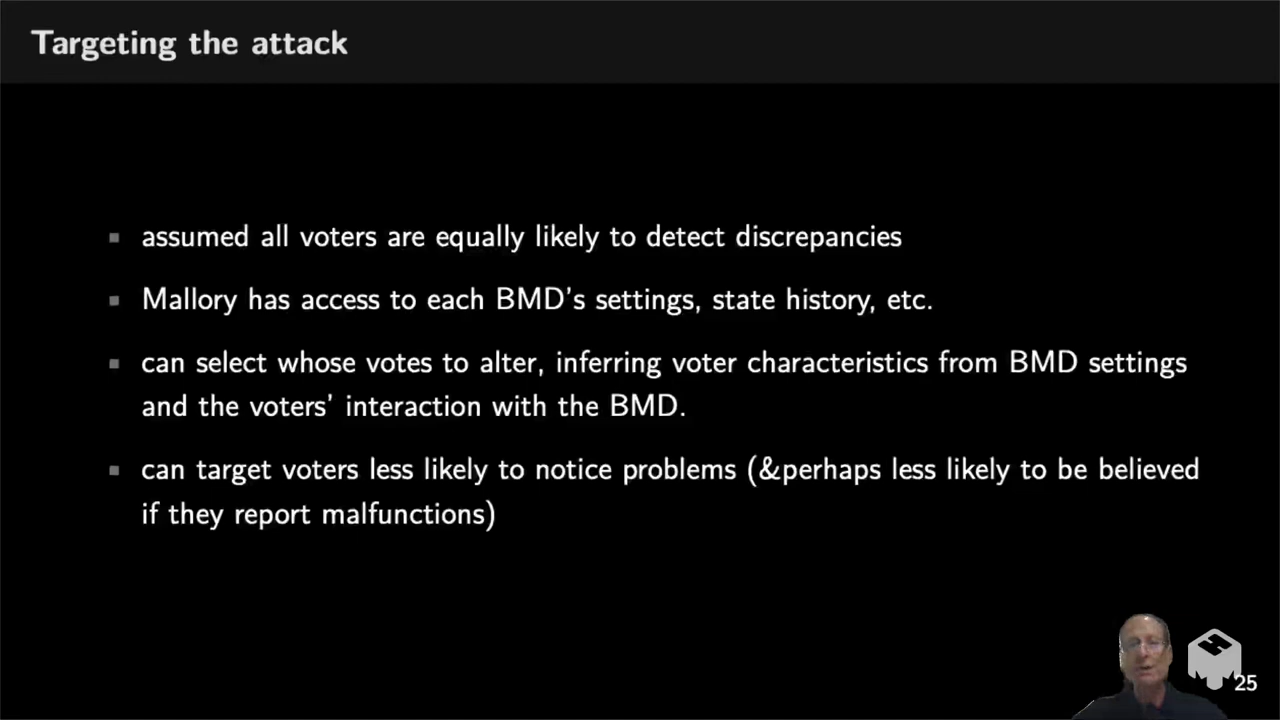 Targeting the attack
assumed all voters are equally likely to detect discrepancies
Mallory has access to each BMD's settings, state history, etc.
can select whose votes to alter, inferring voter characteristics from BMD settings
and the voters' interaction with the BMD.
can target voters less likely to notice problems (&perhaps less likely to be believed
if they report malfunctions)
25